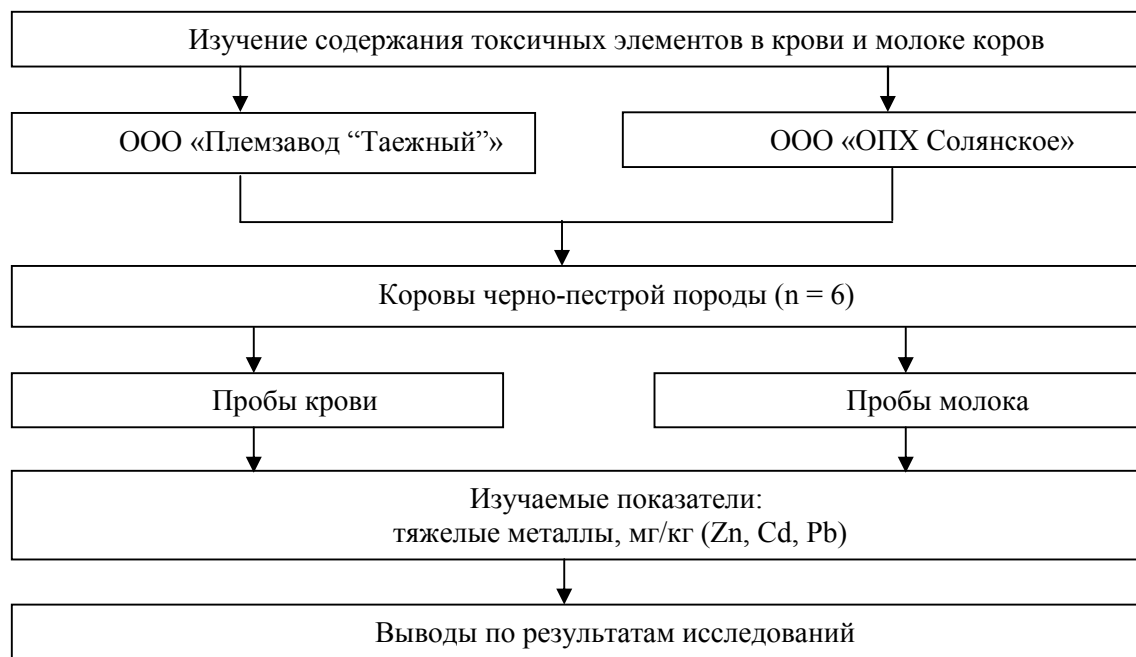 Изучение содержания токсичных элементов в крови и молоке коров
ООО «Племзавод “Таежный”»
ООО «ОПХ Солянское»
Коровы черно-пестрой породы (n = 6)
Пробы крови
Пробы молока
Изучаемые показатели:
тяжелые металлы, мг/кг (Zn, Cd, Pb)
Выводы по результатам исследований